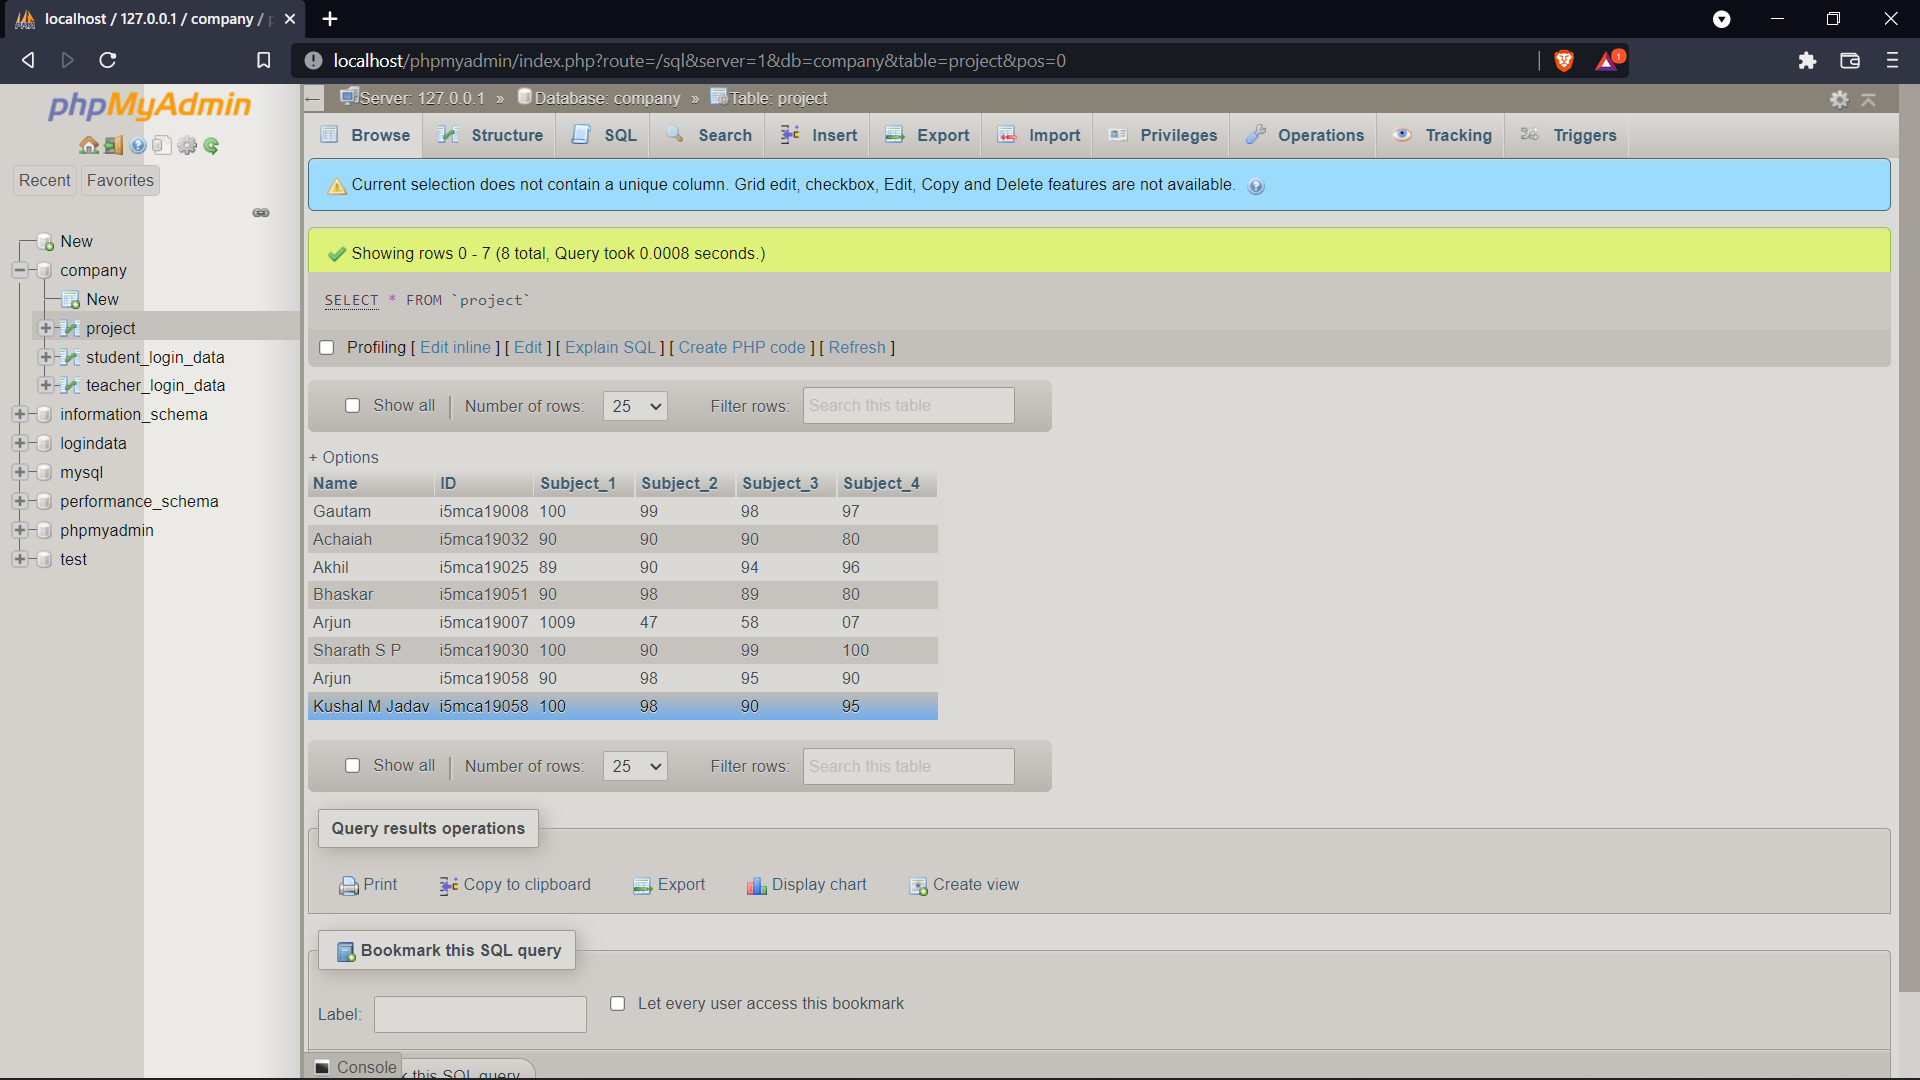 localhost / 127.0.0.1 / company /
localhost/phpmyadmin/index.php?route=/sql&server=1&db=company&table=project&pos=0
1
phpMyAdmin
Recent Favorites
New
company
New
project
student_login_data
teacher_login_data
information_schema
logindata
mysql
performance_schema
phpmyadmin
test
Server: 127.0.0.1 » Database: company » Table: project
Browse Structure SQL Search Insert Export Import Privileges Operations Tracking Triggers
Current selection does not contain a unique column. Grid edit, checkbox, Edit, Copy and Delete features are not available.
Showing rows 0 - 7 (8 total, Query took 0.0008 seconds.)
SELECT * FROM `project`
Profiling [ Edit inline ] [ Edit ] [ Explain SQL ] [ Create PHP code ] [ Refresh ]
Show all | Number of rows: 25 Filter rows: Search this table
+ Options
Name ID Subject_1 Subject_2 Subject_3 Subject_4
Gautam i5mca19008 100 99 98 97
Achaiah i5mca19032 90 90 90 80
Akhil i5mca19025 89 90 94 96
Bhaskar i5mca19051 90 98 89 80
Arjun i5mca19007 1009 47 58 07
Sharath S P i5mca19030 100 90 99 100
Arjun i5mca19058 90 98 95 90
Kushal M Jadav i5mca19058 100 98 90 95
Show all | Number of rows: 25 Filter rows: Search this table
Query results operations
Print Copy to clipboard Export Display chart Create view
Bookmark this SQL query
Label: Let every user access this bookmark
Console this SQL query